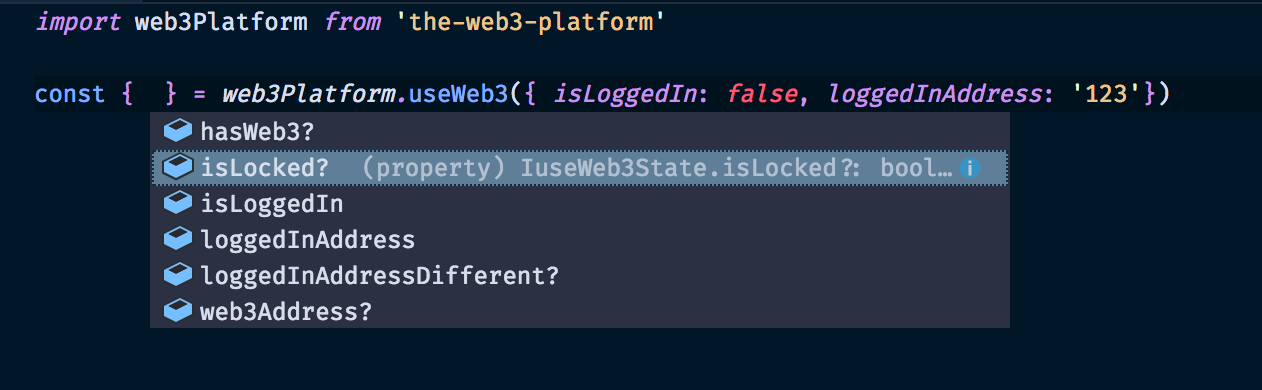 import web3Platform from 'the-web3-platform'
const {  } = web3Platform.useWeb3({ isLoggedIn: false, loggedInAddress: '123'})
hasWeb3?
isLocked? (property) IuseWeb3State.isLocked?: bool…
isLoggedIn
loggedInAddress
loggedInAddressDifferent?
web3Address?